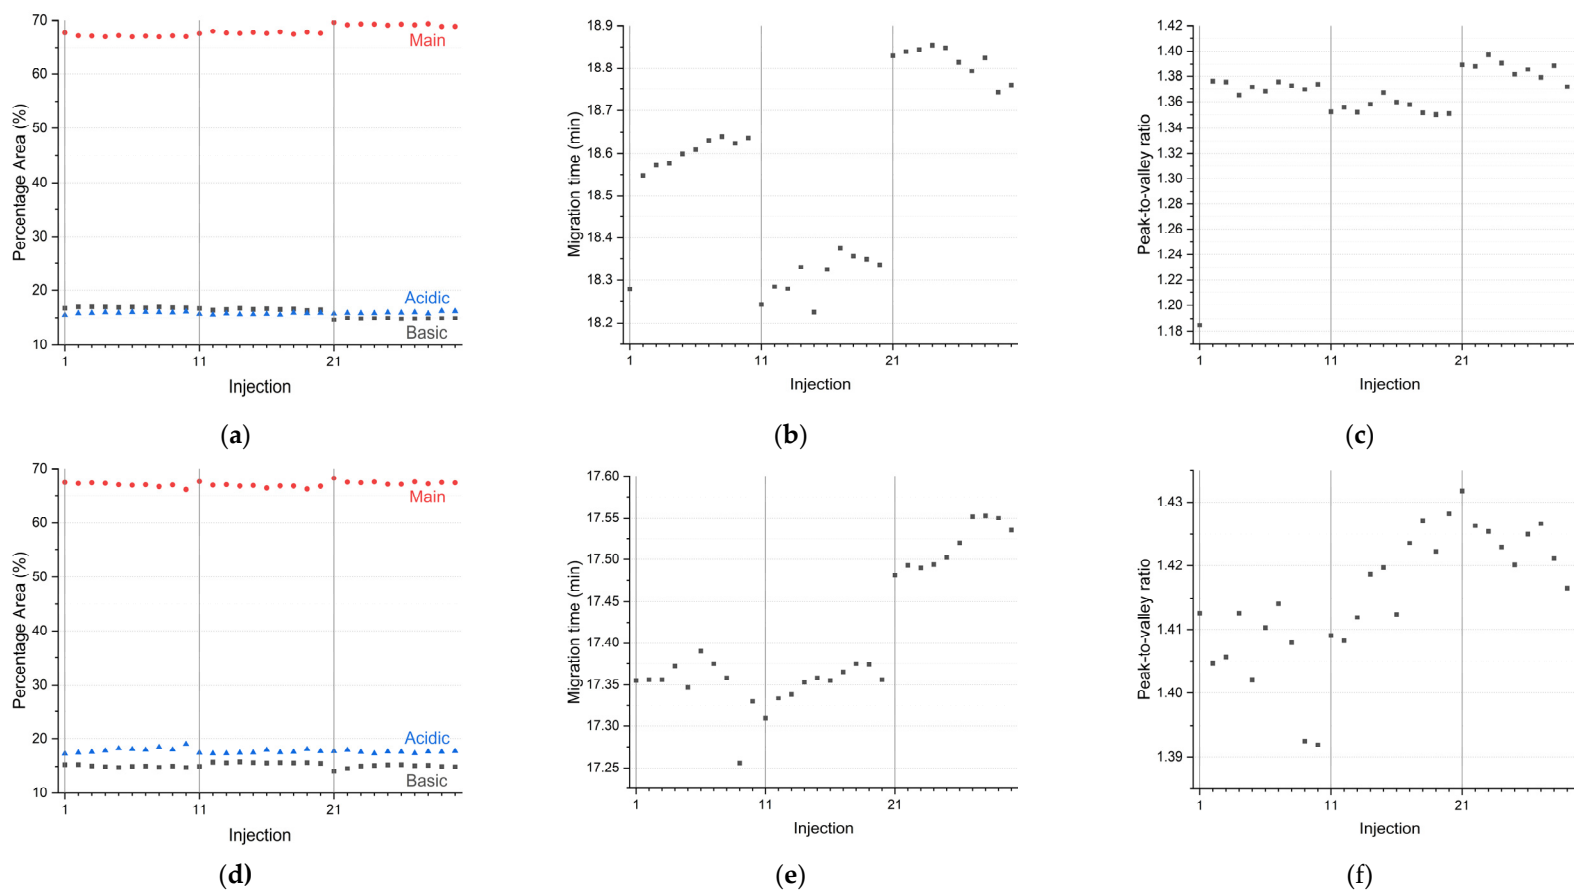 70
60
50
40
30
20
10
Percentage Area (%)
Main
Acidic
Basic
1
11
21
Injection
(a)
18.9
18.8
18.7
18.6
18.5
18.4
18.3
18.2
Migration time (min)
1
11
21
Injection
(b)
1.42
1.40
1.38
1.36
1.34
1.32
1.30
1.28
1.26
1.24
1.22
1.20
1.18
Peak-to-valley ratio
1
11
21
Injection
(c)
70
60
50
40
30
20
10
Percentage Area (%)
Main
Acidic
Basic
1
11
21
Injection
(d)
17.60
17.55
17.50
17.45
17.40
17.35
17.30
17.25
Migration time (min)
1
11
21
Injection
(e)
1.43
1.42
1.41
1.40
1.39
Peak-to-valley ratio
1
11
21
Injection
(f)